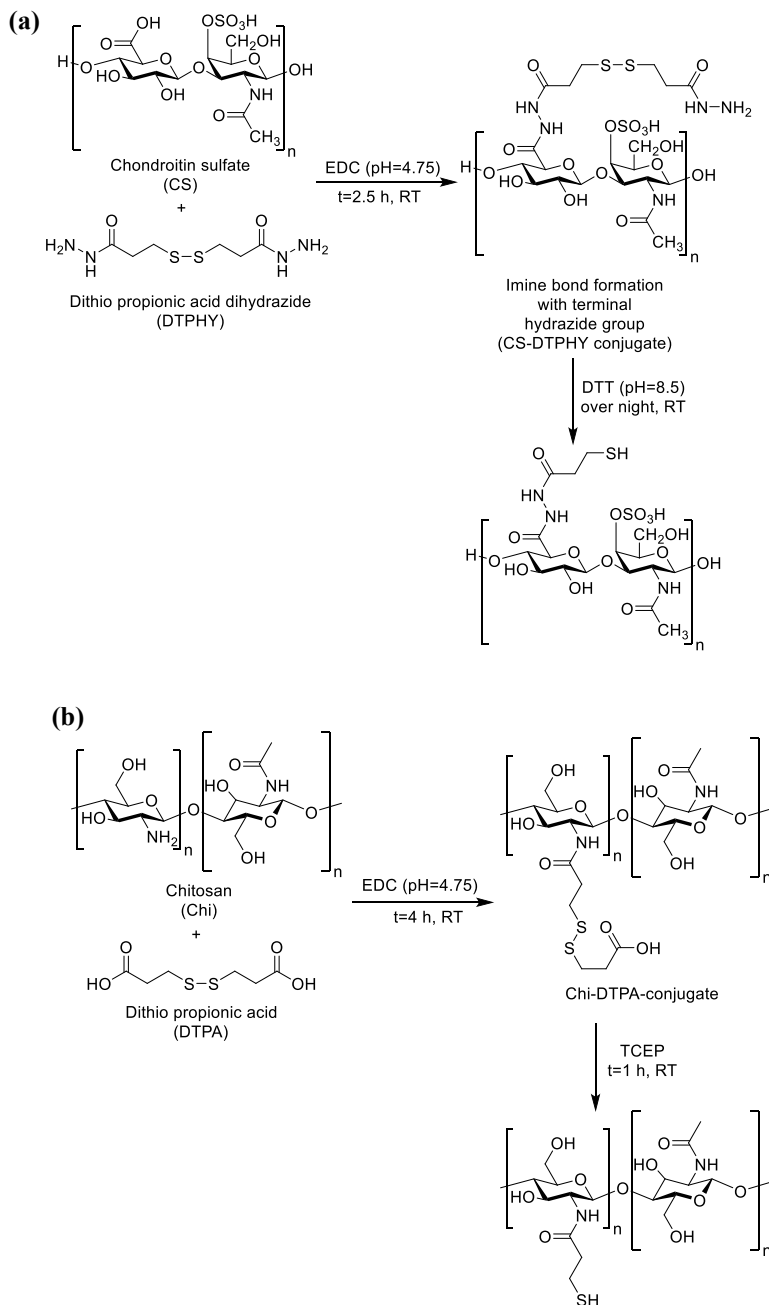 (a)
O
OH
OSO3H
CH2OH
H
O
HO
O
OH
O
O
O
OH
NH
O
CH3
n
Chondroitin sulfate
(CS)
+
H2N
N
H
O
S–S
O
H
N
NH2
Dithio propionic acid dihydrazide
(DTPHY)
EDC (pH=4.75)
t=2.5 h, RT
O
NH
NH
O
S–S
O
HN–NH2
OSO3H
CH2OH
H
O
HO
O
OH
O
O
O
OH
NH
O
CH3
n
Imine bond formation
with terminal
hydrazide group
(CS-DTPHY conjugate)
DTT (pH=8.5)
over night, RT
O
SH
NH
NH
O
OSO3H
CH2OH
H
O
HO
O
OH
O
O
O
OH
NH
O
CH3
n
(b)
OH
O
HO
NH2
n
O
O
NH
HO
O
O
OH
n
Chitosan
(Chi)
+
O
HO
S–S
O
OH
Dithio propionic acid
(DTPA)
EDC (pH=4.75)
t=4 h, RT
OH
O
HO
NH
n
O
O
NH
HO
O
O
OH
n
O
S
S
O
OH
Chi-DTPA-conjugate
TCEP
t=1 h, RT
OH
O
HO
NH
n
O
O
NH
HO
O
O
OH
n
O
SH